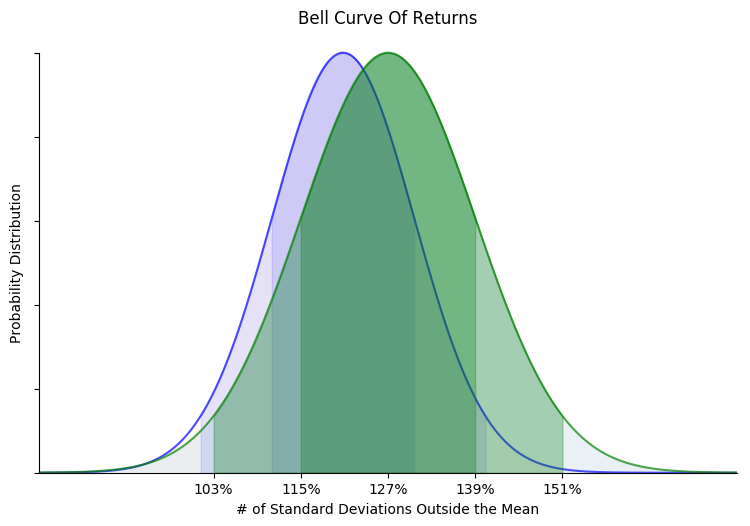 Bell Curve Of Returns
Probability Distribution
103% 115% 127% 139% 151%
# of Standard Deviations Outside the Mean